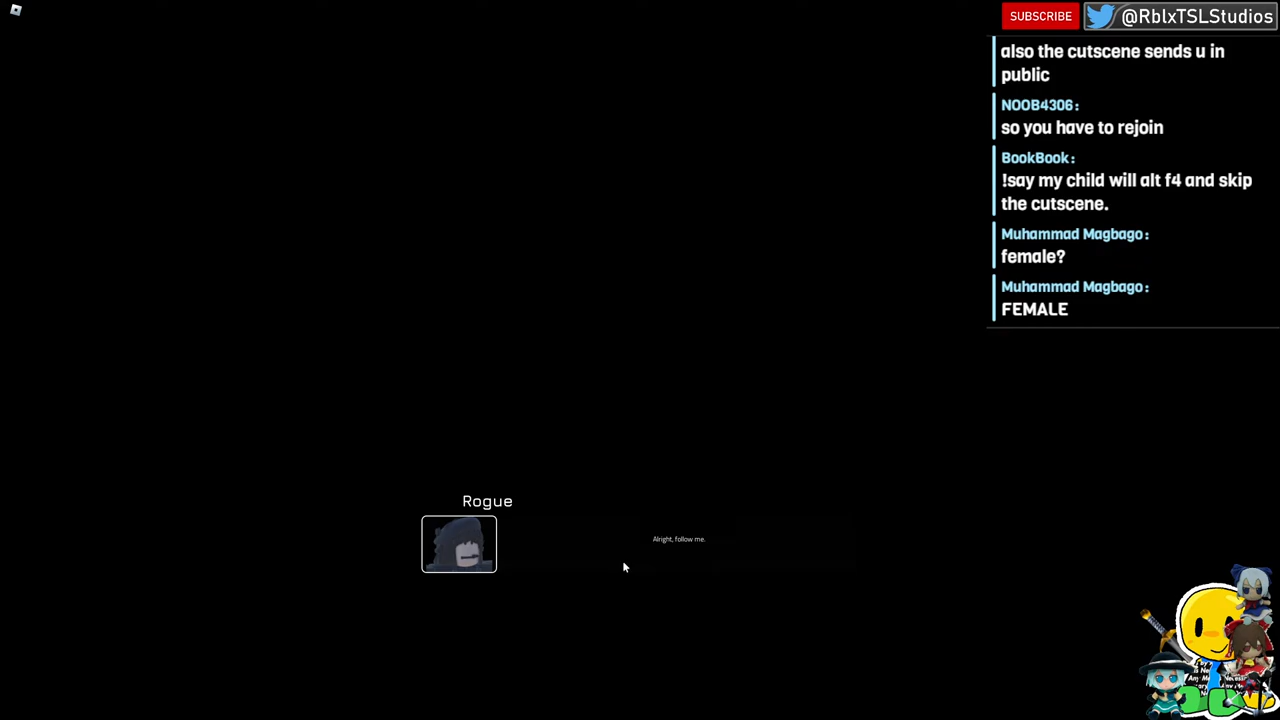 SUBSCRIBE
@RblxTSLStudios
also the cutscene sends u in
public
NOOB4306:
so you have to rejoin
BookBook:
!say my child will alt f4 and skip
the cutscene.
Muhammad Magbago:
female?
Muhammad Magbago:
FEMALE
Rogue
Alright, follow me.